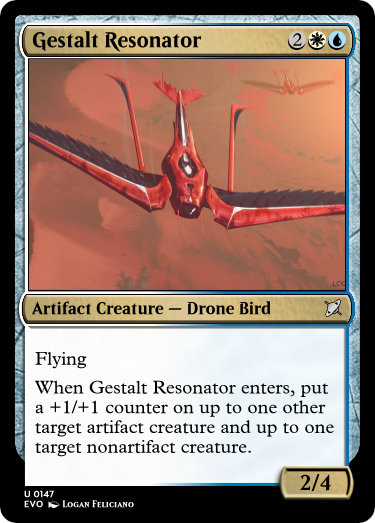 Gestalt Resonator 2
Artifact Creature — Drone Bird
Flying
When Gestalt Resonator enters, put
a +1/+1 counter on up to one other
target artifact creature and up to one
target nonartifact creature.
2/4
U 0147
EVO Logan Feliciano